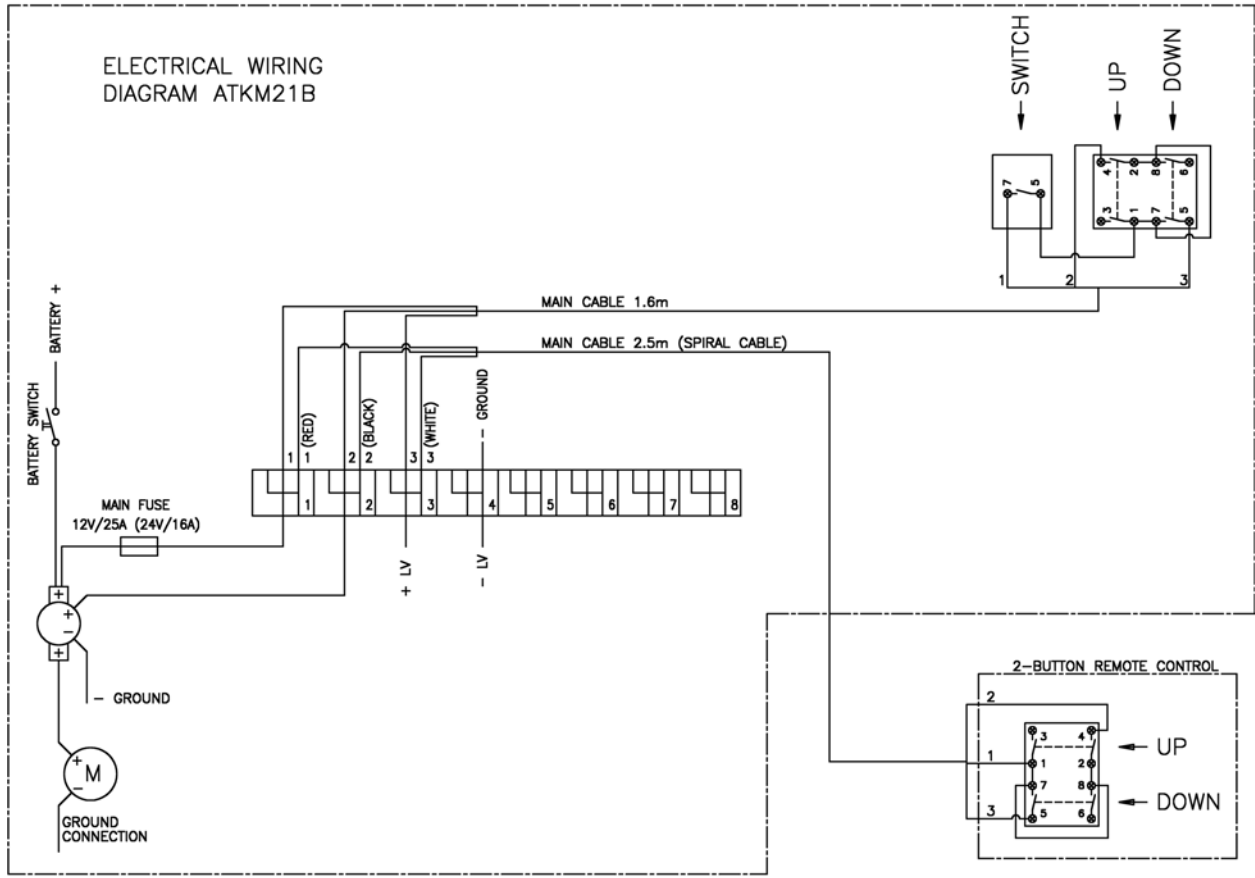 ELECTRICAL WIRING
DIAGRAM ATKM21B
SWITCH
UP
DOWN
7 5
4 2 8 6
3 1 7 5
1 2 3
MAIN CABLE 1.6m
MAIN CABLE 2.5m (SPIRAL CABLE)
BATTERY +
BATTERY SWITCH
(RED)
(BLACK)
(WHITE)
- GROUND
1 1 2 2 3 3
1 2 3 4 5 6 7 8
MAIN FUSE
12V/25A (24V/16A)
+ LV
- LV
+
+
-
+
- GROUND
+
M
-
GROUND
CONNECTION
2-BUTTON REMOTE CONTROL
2
3 4
UP
1
1 2
7 8
DOWN
3
5 6